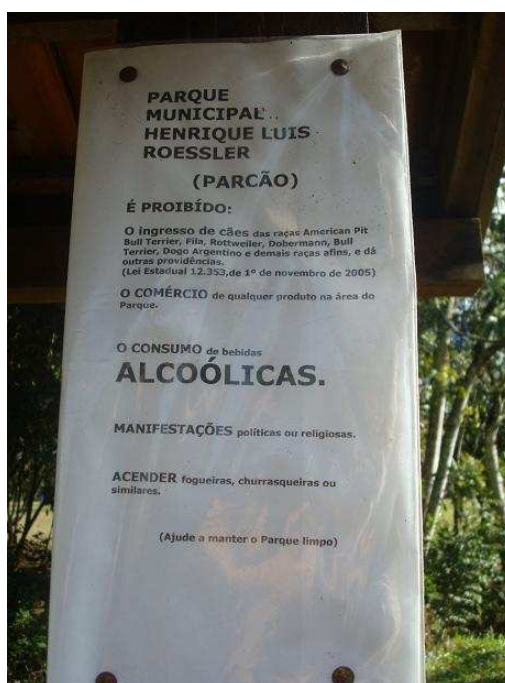 PARQUE
MUNICIPAL
HENRIQUE LUIS
ROESSLER
(PARCÃO)
É PROIBÍDO:
O ingresso de cães das raças American Pit
Bull Terrier, Fila, Rottweiler, Dobermann, Bull
Terrier, Dogo Argentino e demais raças afins, e dá
outras providências.
(Lei Estadual 12.353,de 1º de novembro de 2005)
O COMÉRCIO de qualquer produto na área do
Parque.
O CONSUMO de bebidas
ALCOÓLICAS.
MANIFESTAÇÕES políticas ou religiosas.
ACENDER fogueiras, churrasqueiras ou
similares.
(Ajude a manter o Parque limpo)